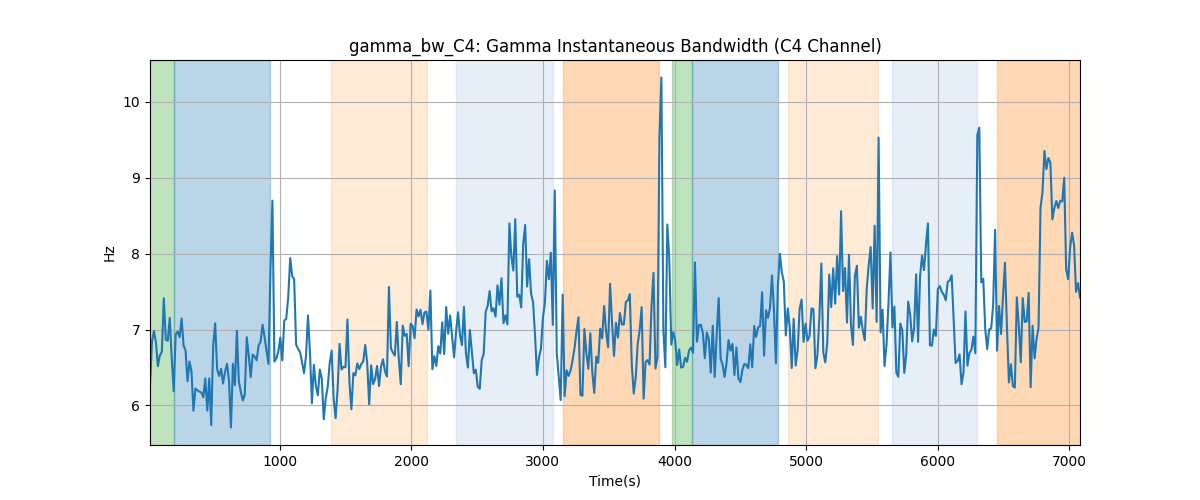 gamma_bw_C4: Gamma Instantaneous Bandwidth (C4 Channel)
10
9
8
7
6
Hz
1000 2000 3000 4000 5000 6000 7000
Time(s)